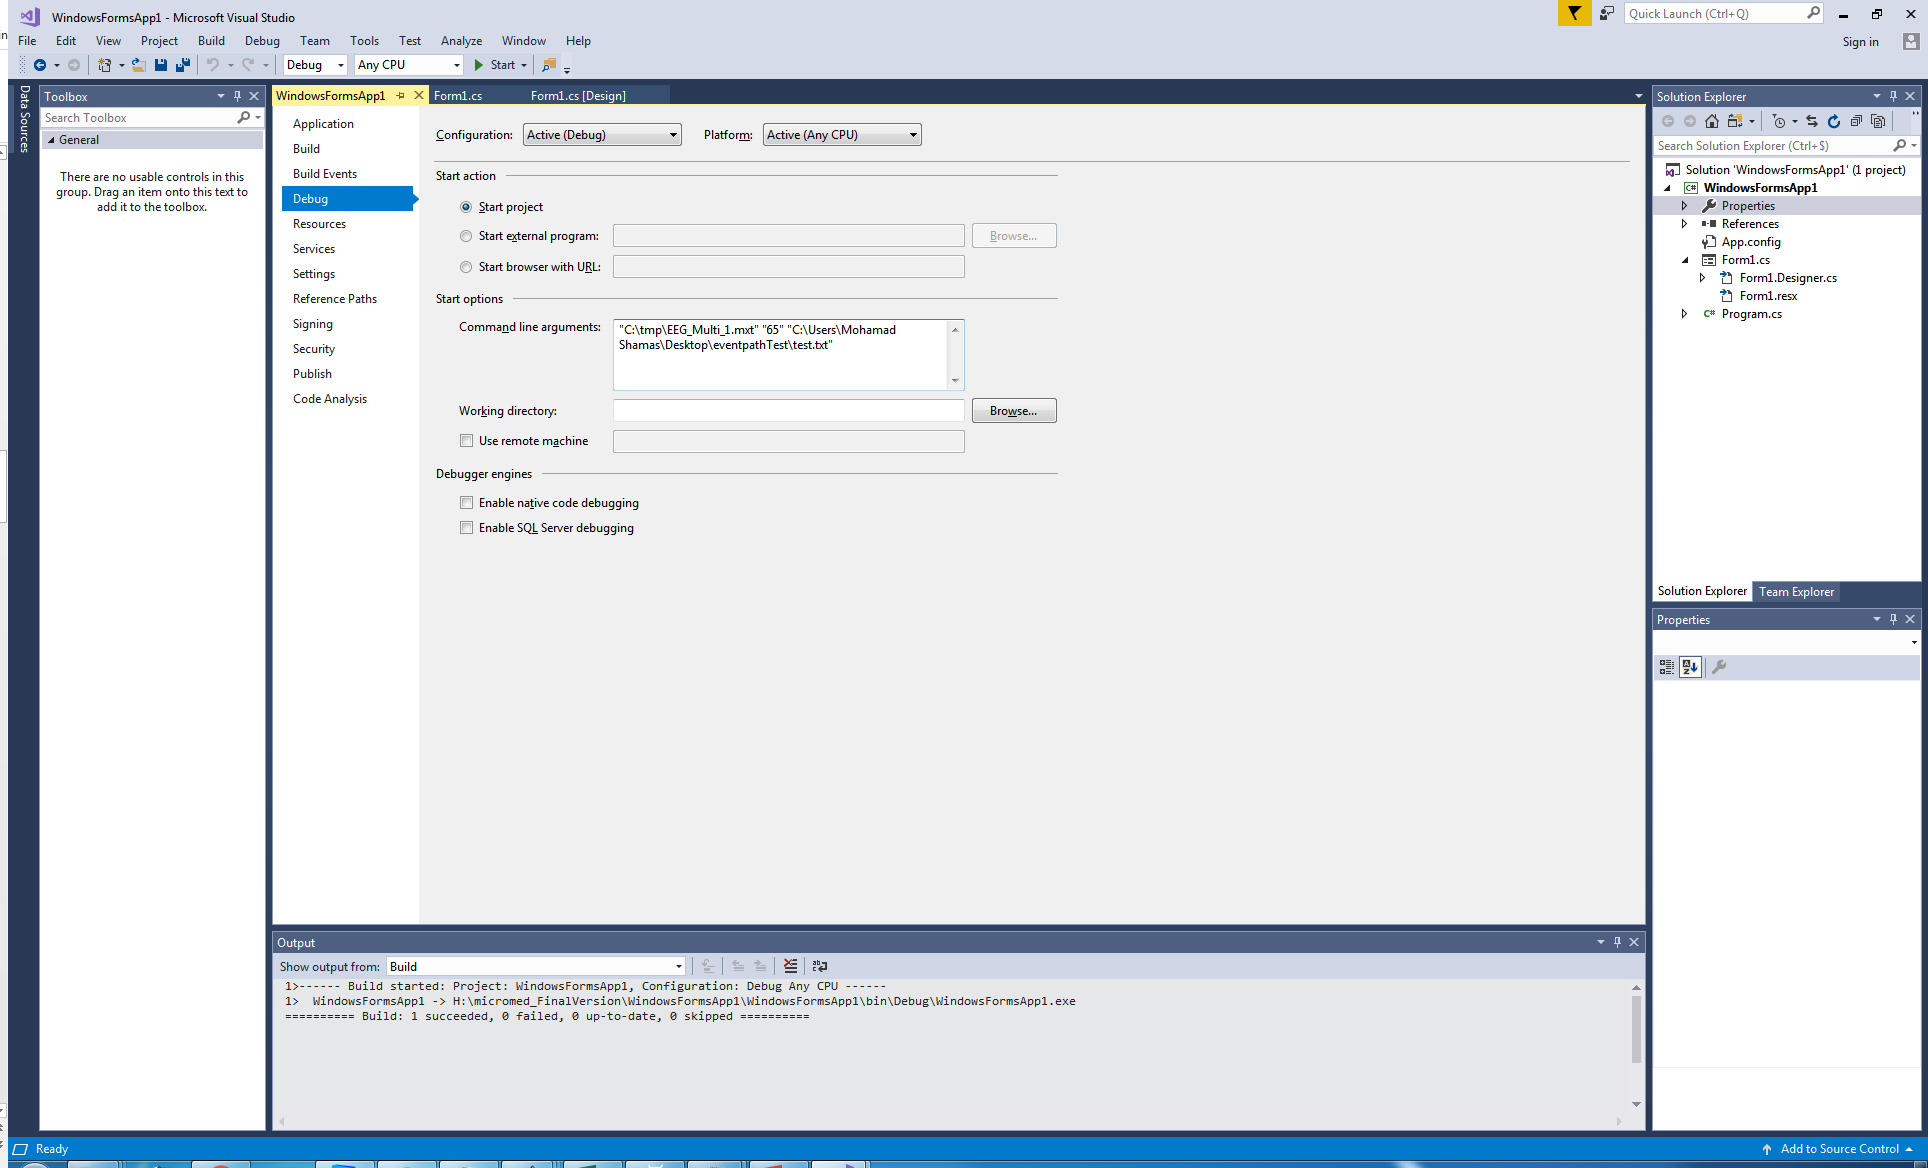 WindowsFormsApp1 - Microsoft Visual Studio
Quick Launch (Ctrl+Q)
File Edit View Project Build Debug Team Tools Test Analyze Window Help
Sign in
Debug Any CPU Start
Data Sources
Toolbox
Search Toolbox
General
There are no usable controls in this
group. Drag an item onto this text to
add it to the toolbox.
WindowsFormsApp1 Form1.cs Form1.cs [Design]
Application
Build
Build Events
Debug
Resources
Services
Settings
Reference Paths
Signing
Security
Publish
Code Analysis
Configuration: Active (Debug) Platform: Active (Any CPU)
Start action
Start project
Start external program: Browse...
Start browser with URL:
Start options
Command line arguments: "C:\tmp\EEG_Multi_1.mxt" "65" "C:\Users\Mohamad
Shamas\Desktop\eventpathTest\test.txt"
Working directory: Browse...
Use remote machine
Debugger engines
Enable native code debugging
Enable SQL Server debugging
Solution Explorer
Search Solution Explorer (Ctrl+$)
Solution 'WindowsFormsApp1' (1 project)
C# WindowsFormsApp1
Properties
References
App.config
Form1.cs
Form1.Designer.cs
Form1.resx
C# Program.cs
Solution Explorer Team Explorer
Properties
Output
Show output from: Build
1>------ Build started: Project: WindowsFormsApp1, Configuration: Debug Any CPU ------
1>  WindowsFormsApp1 -> H:\micromed_FinalVersion\WindowsFormsApp1\WindowsFormsApp1\bin\Debug\WindowsFormsApp1.exe
========== Build: 1 succeeded, 0 failed, 0 up-to-date, 0 skipped ==========
Ready
Add to Source Control